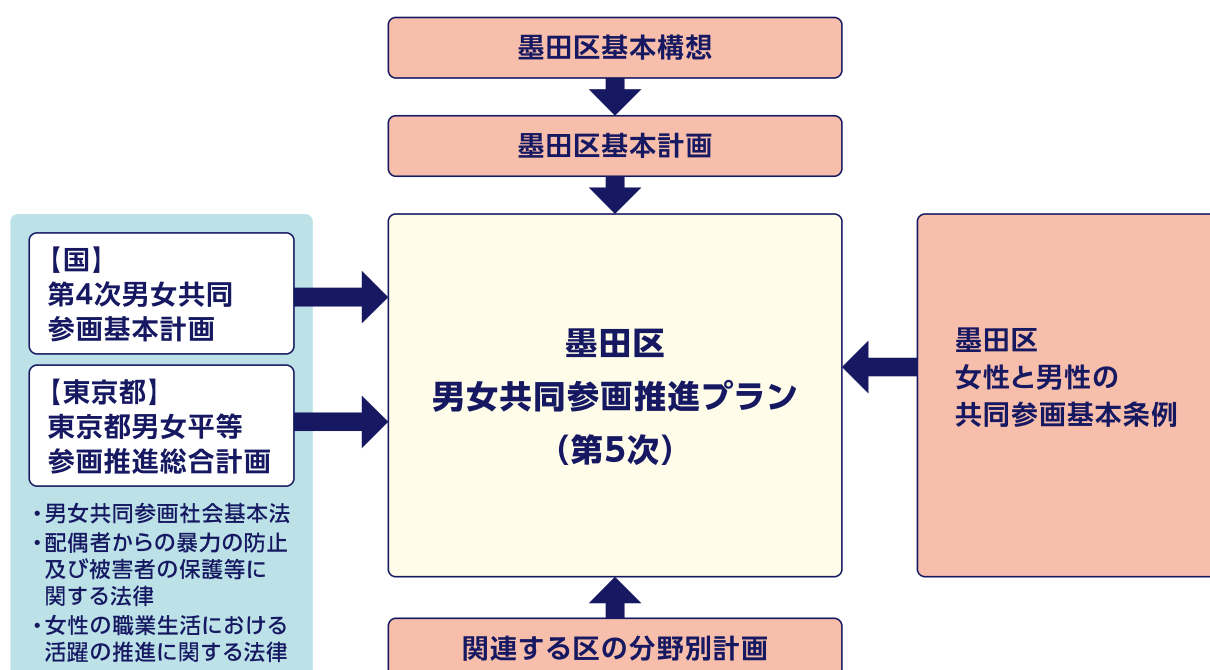 墨田区基本構想
墨田区基本計画
【国】
第4次男女共同
参画基本計画
【東京都】
東京都男女平等
参画推進総合計画
・男女共同参画社会基本法
・配偶者からの暴力の防止
及び被害者の保護等に
関する法律
・女性の職業生活における
活躍の推進に関する法律
墨田区
男女共同参画推進プラン
（第5次）
墨田区
女性と男性の
共同参画基本条例
関連する区の分野別計画